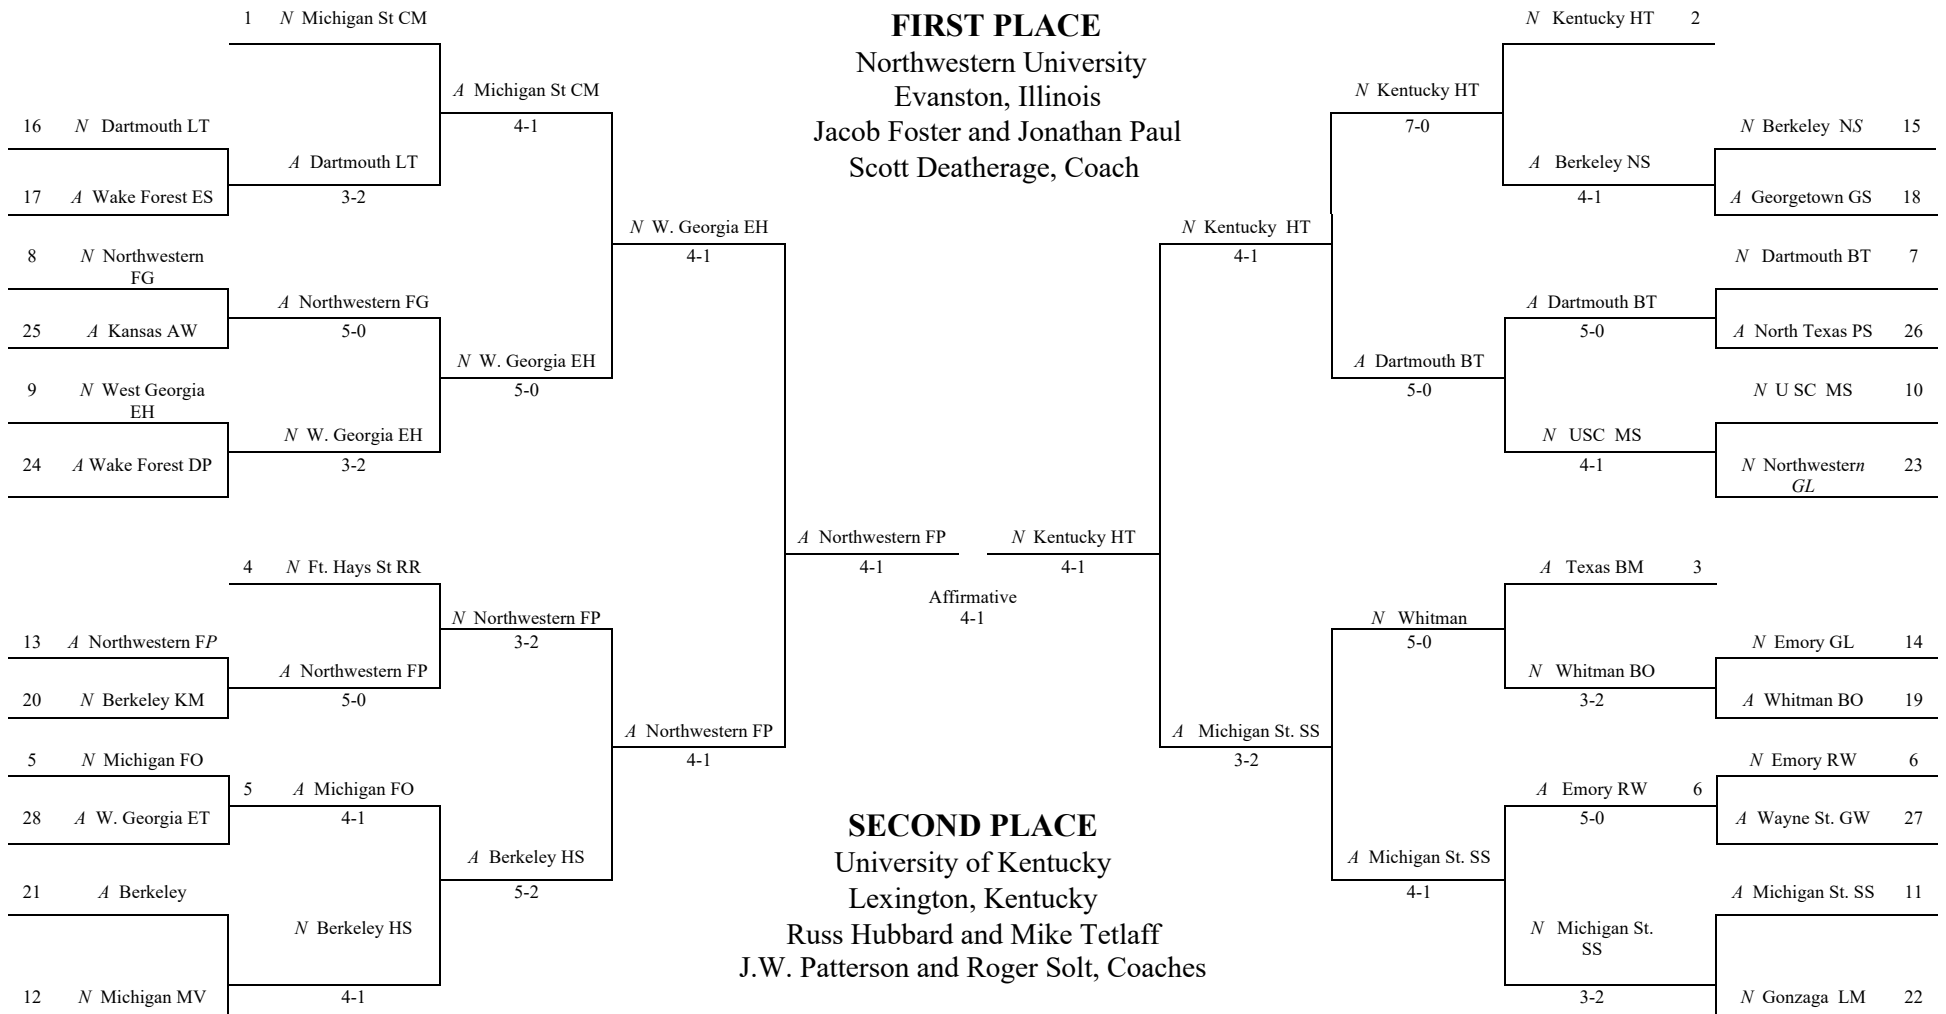 1 N Michigan St CM
A Michigan St CM
4-1
16 N Dartmouth LT
A Dartmouth LT
3-2
17 A Wake Forest ES
N W. Georgia EH
4-1
8 N Northwestern
FG
A Northwestern FG
5-0
25 A Kansas AW
N W. Georgia EH
5-0
9 N West Georgia
EH
N W. Georgia EH
3-2
24 A Wake Forest DP
A Northwestern FP
4-1
4 N Ft. Hays St RR
N Northwestern FP
3-2
13 A Northwestern FP
A Northwestern FP
5-0
20 N Berkeley KM
A Northwestern FP
4-1
5 N Michigan FO
5 A Michigan FO
4-1
28 A W. Georgia ET
A Berkeley HS
5-2
21 A Berkeley
N Berkeley HS
4-1
12 N Michigan MV
FIRST PLACE
Northwestern University
Evanston, Illinois
Jacob Foster and Jonathan Paul
Scott Deatherage, Coach
N Kentucky HT
4-1
Affirmative
4-1
SECOND PLACE
University of Kentucky
Lexington, Kentucky
Russ Hubbard and Mike Tetlaff
J.W. Patterson and Roger Solt, Coaches
N Kentucky HT 2
N Kentucky HT
7-0
N Berkeley NS 15
A Berkeley NS
4-1
A Georgetown GS 18
N Kentucky HT
4-1
N Dartmouth BT 7
A Dartmouth BT
5-0
A North Texas PS 26
A Dartmouth BT
5-0
N U SC MS 10
N USC MS
4-1
N Northwestern 23
GL
A Texas BM 3
N Whitman
5-0
N Emory GL 14
N Whitman BO
3-2
A Whitman BO 19
A Michigan St. SS
3-2
N Emory RW 6
A Emory RW 6
5-0
A Wayne St. GW 27
A Michigan St. SS
4-1
A Michigan St. SS 11
N Michigan St.
SS
3-2
N Gonzaga LM 22